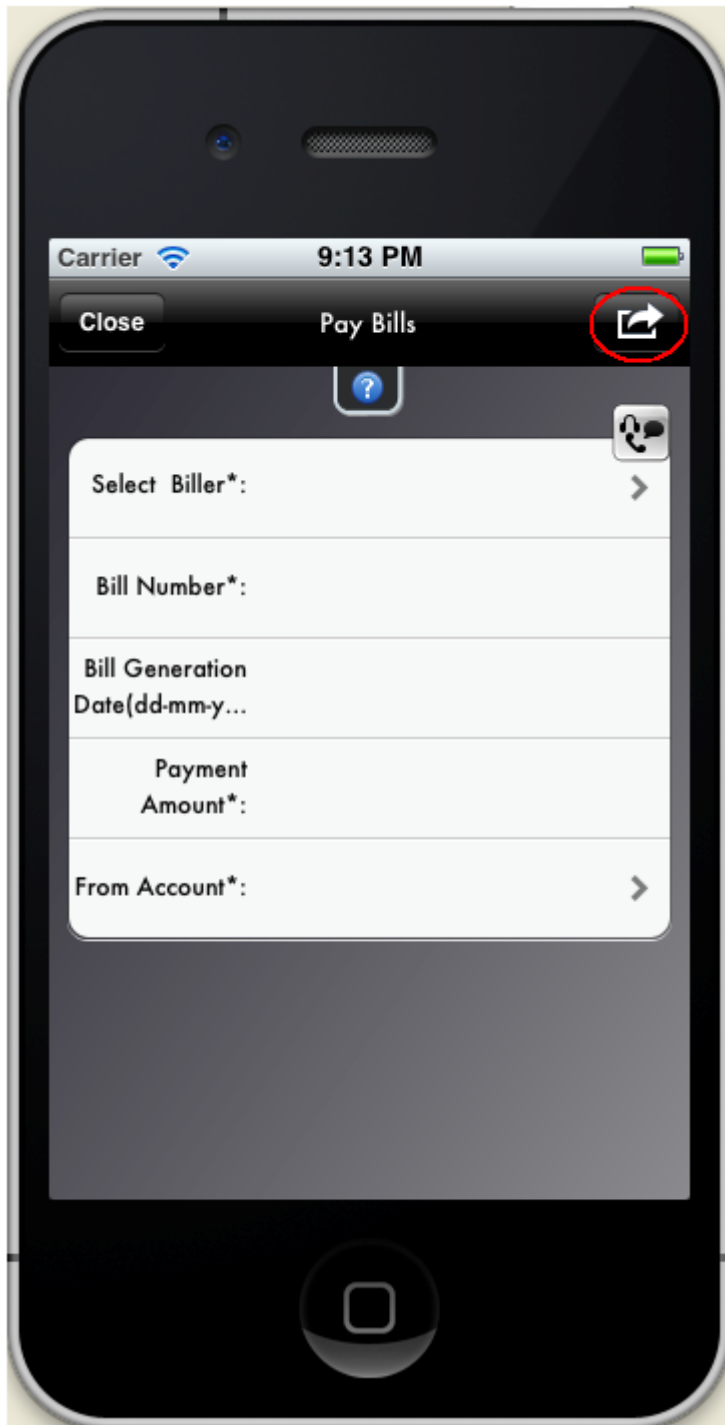 Carrier 9:13 PM
Close Pay Bills
?
Select Biller*:
Bill Number*:
Bill Generation
Date(dd-mm-y...
Payment
Amount*:
From Account*: